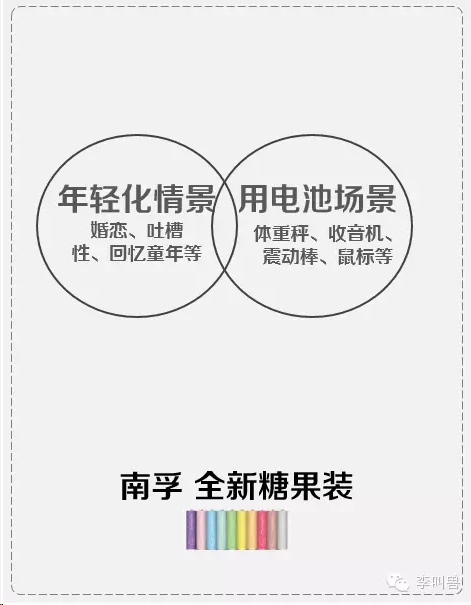 年轻化情景
婚恋、吐槽
性、回忆童年等
用电池场景
体重秤、收音机、
震动棒、鼠标等
南孚 全新糖果装
李叫兽